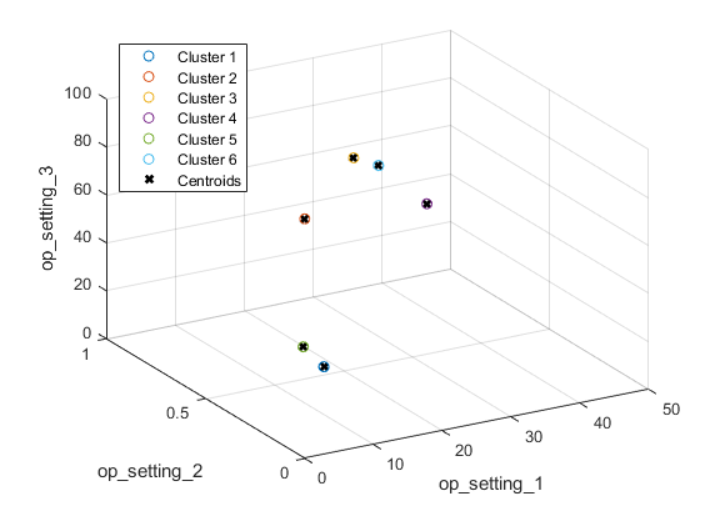 Cluster 1
Cluster 2
Cluster 3
Cluster 4
Cluster 5
Cluster 6
Centroids
100
80
60
40
20
0
op_setting_3
1
0.5
0
op_setting_2
0
10
20
30
40
50
op_setting_1